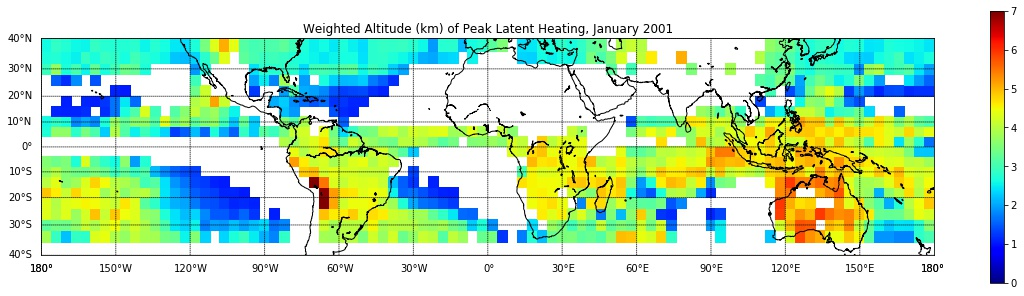 Weighted Altitude (km) of Peak Latent Heating, January 2001
40°N
30°N
20°N
10°N
0°
10°S
20°S
30°S
40°S
180° 150°W 120°W 90°W 60°W 30°W 0° 30°E 60°E 90°E 120°E 150°E 180°
7
6
5
4
3
2
1
0